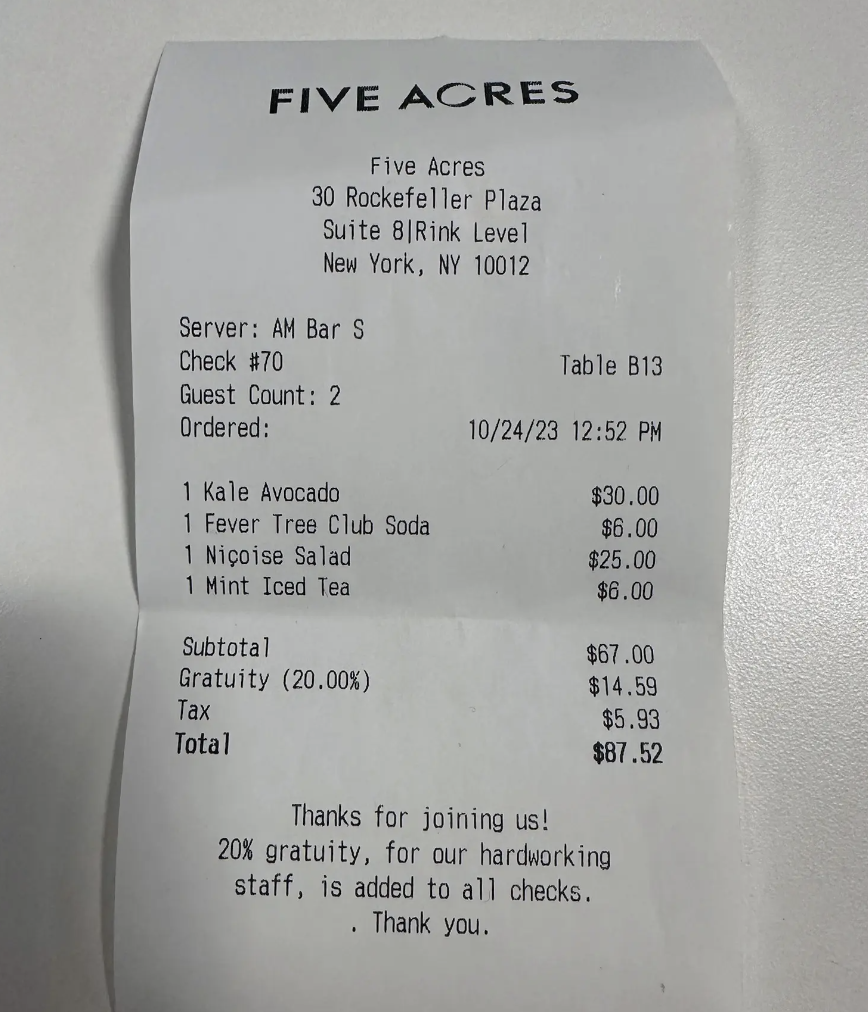 FIVE ACRES
Five Acres
30 Rockefeller Plaza
Suite 8|Rink Level
New York, NY 10012
Server: AM Bar S
Check #70 Table B13
Guest Count: 2
Ordered: 10/24/23 12:52 PM
1 Kale Avocado $30.00
1 Fever Tree Club Soda $6.00
1 Niçoise Salad $25.00
1 Mint Iced Tea $6.00
Subtotal $67.00
Gratuity (20.00%) $14.59
Tax $5.93
Total $87.52
Thanks for joining us!
20% gratuity, for our hardworking
staff, is added to all checks.
. Thank you.